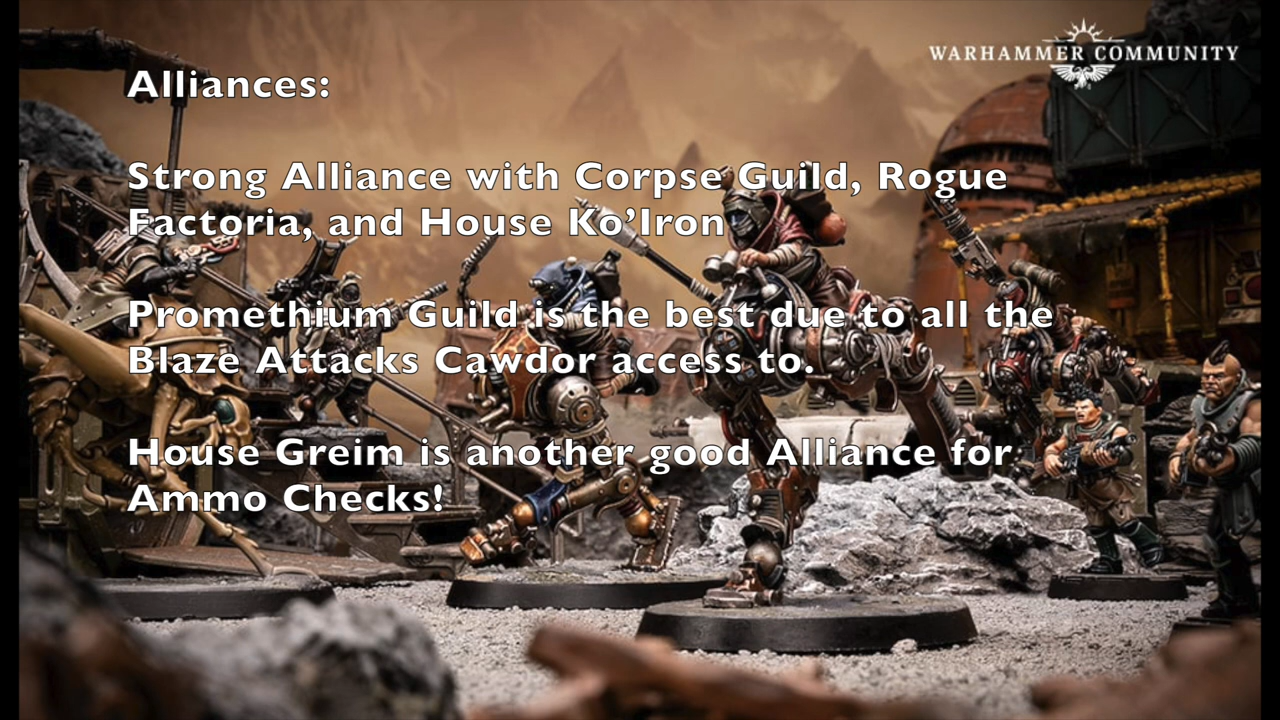 WARHAMMER COMMUNITY
Alliances:
Strong Alliance with Corpse Guild, Rogue
Factoria, and House Ko’Iron
Promethium Guild is the best due to all the
Blaze Attacks Cawdor access to.
House Greim is another good Alliance for
Ammo Checks!